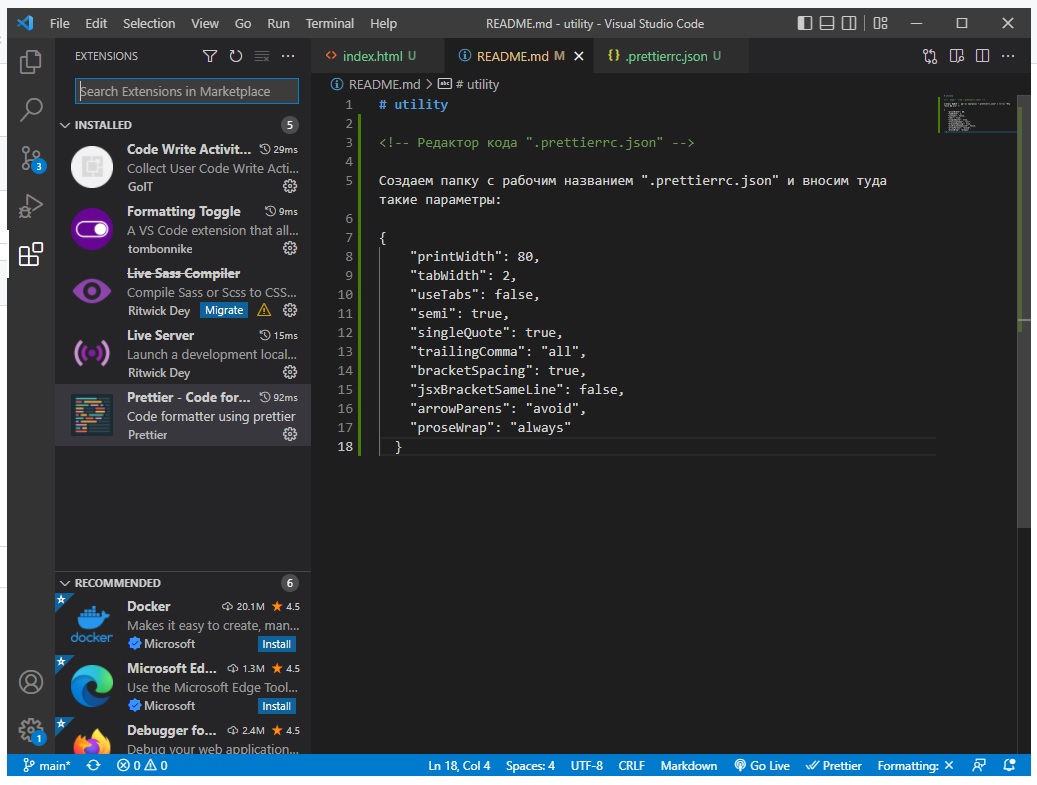 File Edit Selection View Go Run Terminal Help README.md - utility - Visual Studio Code
EXTENSIONS
Search Extensions in Marketplace
INSTALLED 5
Code Write Activit... 29ms
Collect User Code Write Acti...
GoIT
Formatting Toggle 9ms
A VS Code extension that all...
tombonnike
Live Sass Compiler
Compile Sass or Scss to CSS...
Ritwick Dey Migrate
Live Server 15ms
Launch a development local...
Ritwick Dey
Prettier - Code for... 92ms
Code formatter using prettier
Prettier
RECOMMENDED 6
Docker 20.1M 4.5
Makes it easy to create, man...
docker
Microsoft Install
Microsoft Ed... 1.3M 4.5
Use the Microsoft Edge Tool...
Microsoft Install
Debugger fo... 2.4M 4.5
Debug your web application...
3
1
index.html U README.md M .prettierrc.json U
README.md > abc # utility
1 # utility
2
3 <!-- Редактор кода ".prettierrc.json" -->
4
5 Создаем папку с рабочим названием ".prettierrc.json" и вносим туда
такие параметры:
6
7 {
8 "printWidth": 80,
9 "tabWidth": 2,
10 "useTabs": false,
11 "semi": true,
12 "singleQuote": true,
13 "trailingComma": "all",
14 "bracketSpacing": true,
15 "jsxBracketSameLine": false,
16 "arrowParens": "avoid",
17 "proseWrap": "always"
18 }
main* 0 0 Ln 18, Col 4 Spaces: 4 UTF-8 CRLF Markdown Go Live Prettier Formatting: ×